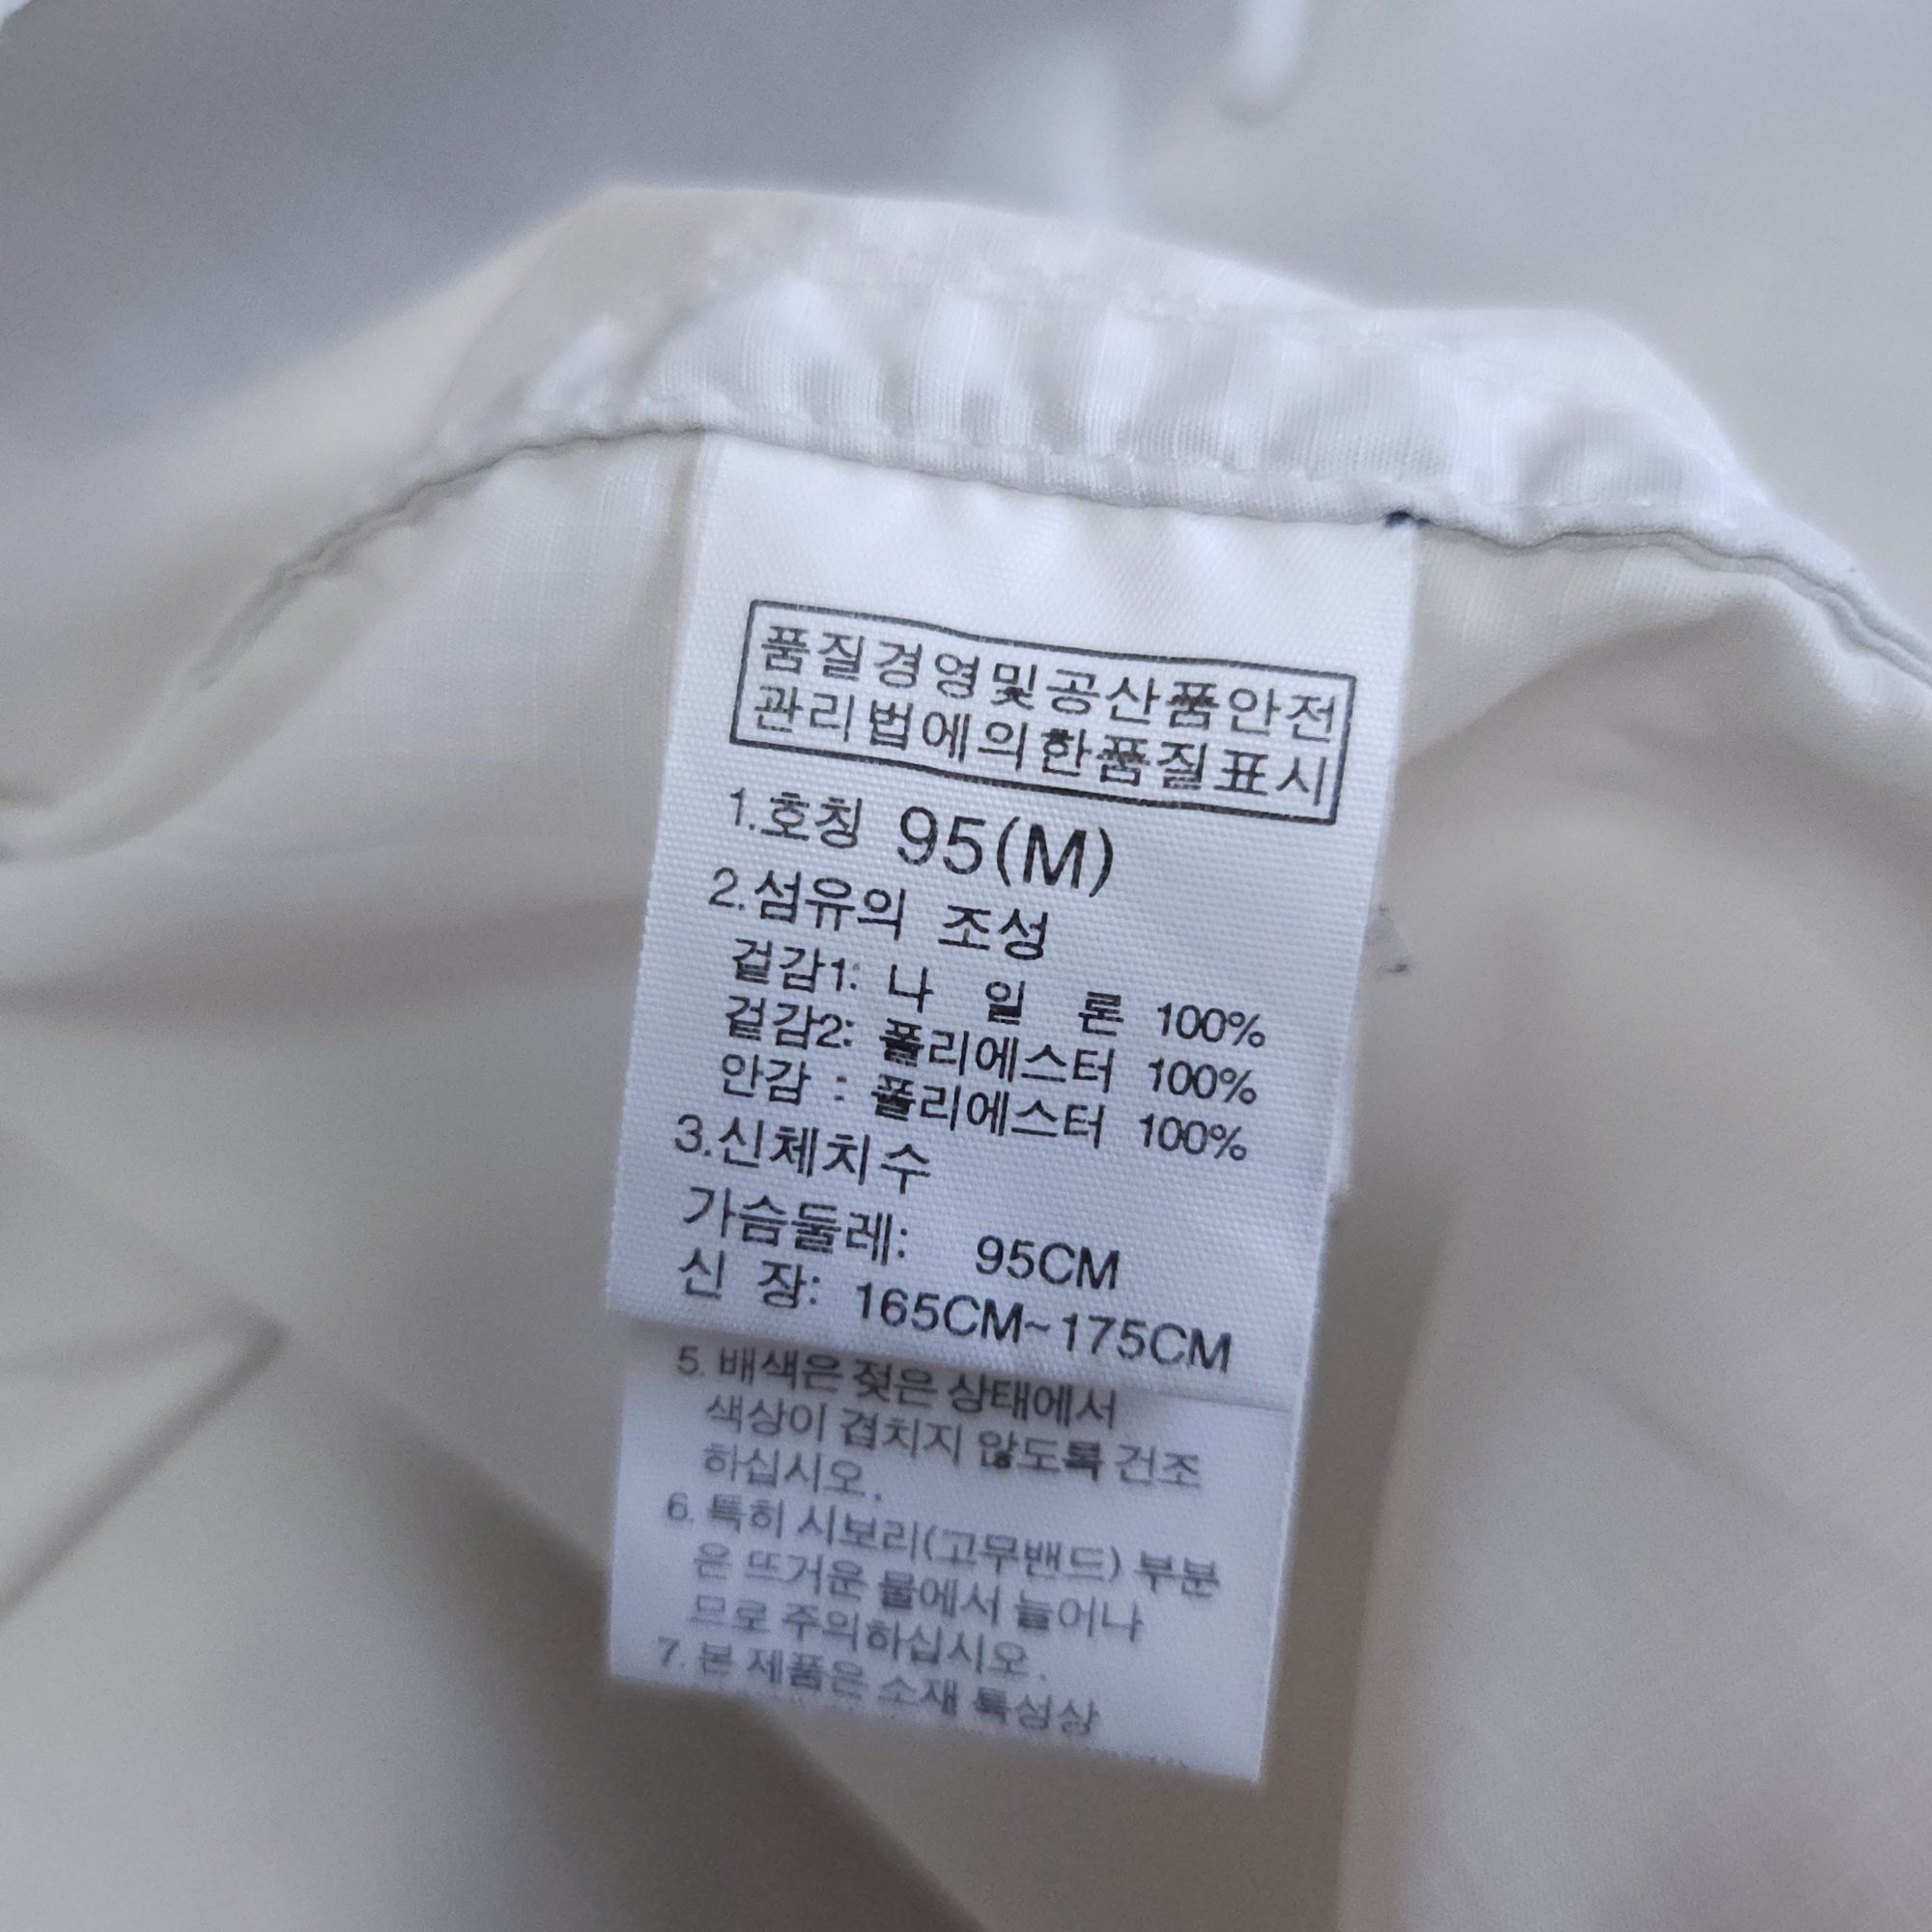 품질경영및공산품안전
관리법에의한품질표시
1.호칭 95(M)
2.섬유의 조성
겉감1: 나 일 론 100%
겉감2: 폴리에스터 100%
안감 : 폴리에스터 100%
3.신체치수
가슴둘레: 95CM
신 장: 165CM~175CM
5. 배색은 젖은 상태에서
색상이 겹치지 않도록 건조
하십시오.
6. 특히 시보리(고무밴드) 부분
은 뜨거운 물에서 늘어나
므로 주의하십시오.
7. 본 제품은 소재 특성상